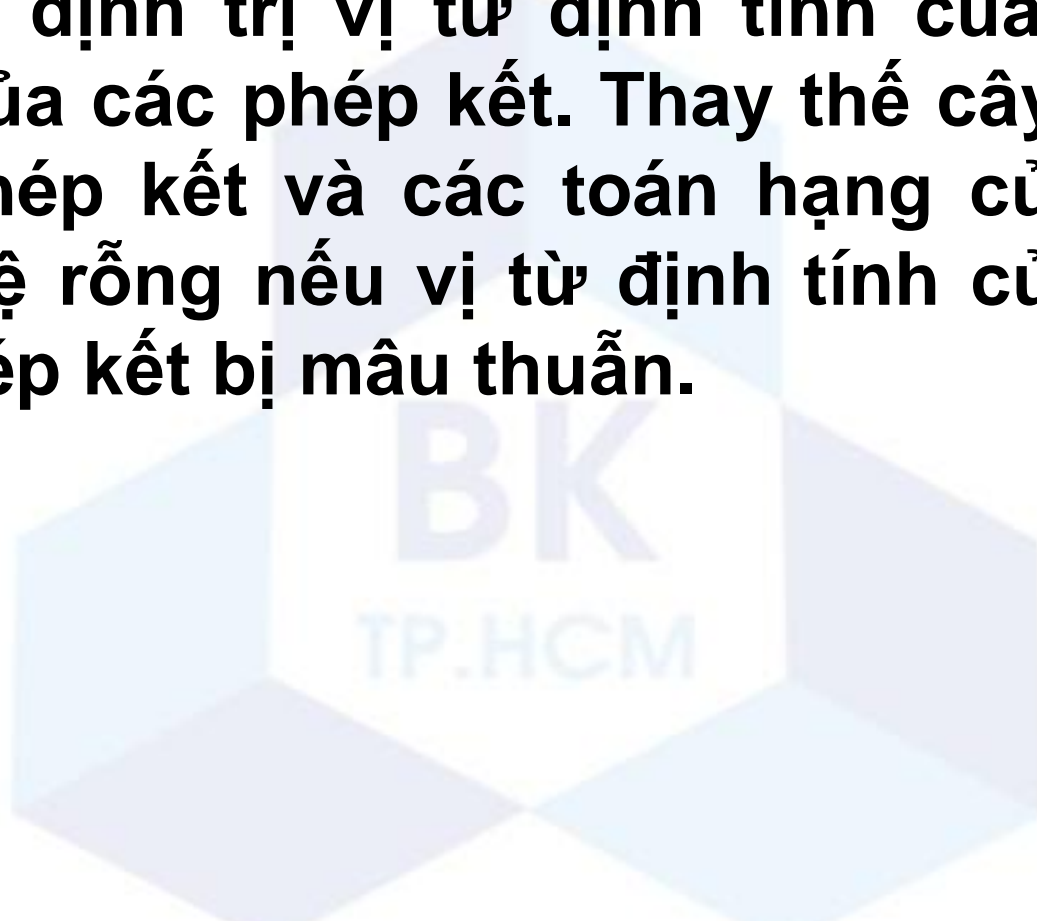 định trị vị từ định tính của
ủa các phép kết. Thay thế cây
hép kết và các toán hạng củ
ệ rỗng nếu vị từ định tính củ
ép kết bị mâu thuẫn.
BK
TP.HCM